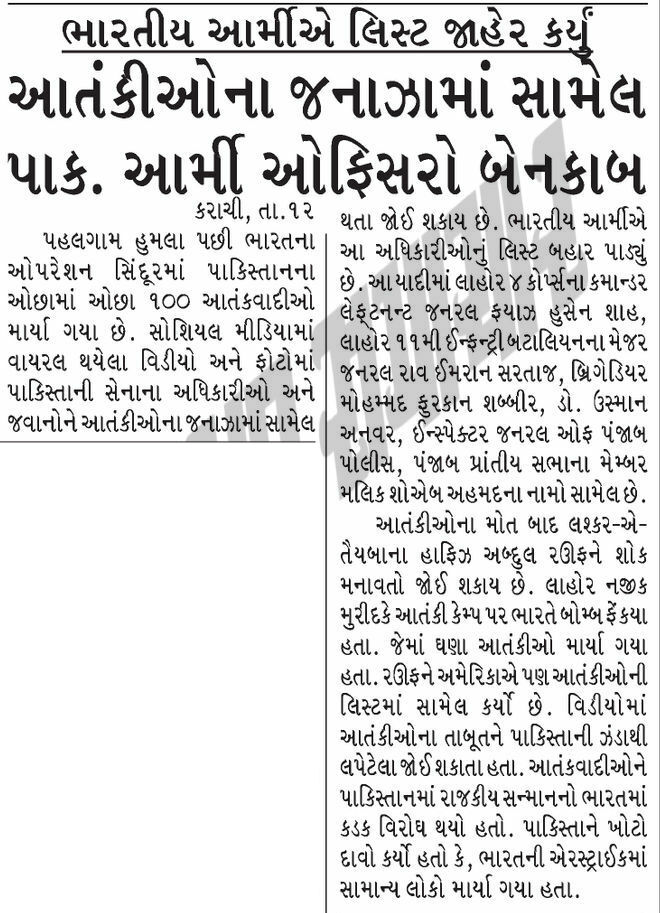 ભારતીય આર્મીએ લિસ્ટ જાહેર કર્યું
આતંકીઓના જનાઝામાં સામેલ
પાક. આર્મી ઓફિસરો બેનકાબ
કરાચી, તા.૧૨
પહલગામ હુમલા પછી ભારતના
ઓપરેશન સિંદૂરમાં પાકિસ્તાનના
ઓછામાં ઓછા ૧૦૦ આતંકવાદીઓ
માર્યા ગયા છે. સોશિયલ મીડિયામાં
વાયરલ થયેલા વિડીયો અને ફોટોમાં
પાકિસ્તાની સેનાના અધિકારીઓ અને
જવાનોને આતંકીઓના જનાઝામાં સામેલ
થતા જોઈ શકાય છે. ભારતીય આર્મીએ
આ અધિકારીઓનું લિસ્ટ બહાર પાડ્યું
છે. આ યાદીમાં લાહોર ૪ કોર્પ્સના કમાન્ડર
લેફ્ટનન્ટ જનરલ ફયાઝ હુસેન શાહ,
લાહોર ૧૧મી ઈન્ફન્ટ્રી બટાલિયનના મેજર
જનરલ રાવ ઈમરાન સરતાજ, બ્રિગેડિયર
મોહમ્મદ ફુરકાન શબ્બીર, ડો. ઉસ્માન
અનવર, ઈન્સ્પેક્ટર જનરલ ઓફ પંજાબ
પોલીસ, પંજાબ પ્રાંતીય સભાના મેમ્બર
મલિક શોએબ અહમદના નામો સામેલ છે.
આતંકીઓના મોત બાદ લશ્કર-એ-
તૈયબાના હાફિઝ અબ્દુલ રઊફને શોક
મનાવતો જોઈ શકાય છે. લાહોર નજીક
મુરીદકે આતંકી કેમ્પ પર ભારતે બોમ્બ ફેંકયા
હતા. જેમાં ઘણા આતંકીઓ માર્યા ગયા
હતા. રઊફને અમેરિકાએ પણ આતંકીઓની
લિસ્ટમાં સામેલ કર્યો છે. વિડીયોમાં
આતંકીઓના તાબૂતને પાકિસ્તાની ઝંડાથી
લપેટેલા જોઈ શકાતા હતા. આતંકવાદીઓને
પાકિસ્તાનમાં રાજકીય સન્માનનો ભારતમાં
કડક વિરોધ થયો હતો. પાકિસ્તાને ખોટો
દાવો કર્યો હતો કે, ભારતની એરસ્ટ્રાઈકમાં
સામાન્ય લોકો માર્યા ગયા હતા.